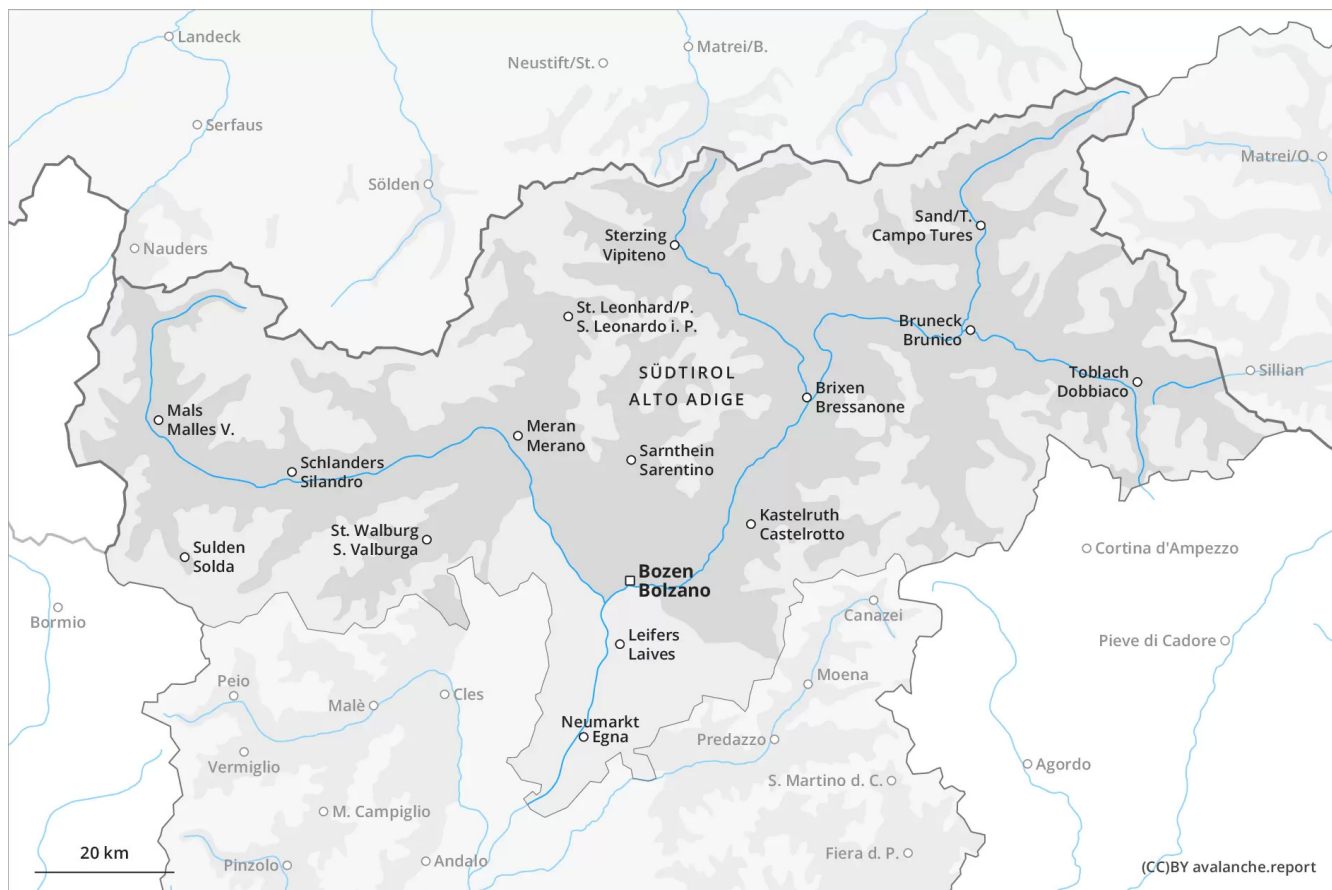 Landeck
Matrei/B.
Neustift/St.
Serfaus
Matrei/O.
Sölden
Sand/T.
Campo Tures
Sterzing
Vipiteno
Nauders
St. Leonhard/P.
S. Leonardo i. P.
Bruneck
Brunico
SÜDTIROL
ALTO ADIGE
Toblach
Dobbiaco
Sillian
Brixen
Bressanone
Mals
Malles V.
Meran
Merano
Sarnthein
Sarentino
Schlanders
Silandro
Kastelruth
Castelrotto
St. Walburg
S. Valburga
Sulden
Solda
Cortina d'Ampezzo
Bozen
Bolzano
Bormio
Canazei
Leifers
Laives
Pieve di Cadore
Moena
Peio
Malè
Cles
Neumarkt
Egna
Predazzo
Vermiglio
Agordo
S. Martino d. C.
M. Campiglio
20 km
Pinzolo
Andalo
Fiera d. P.
(CC)BY avalanche.report